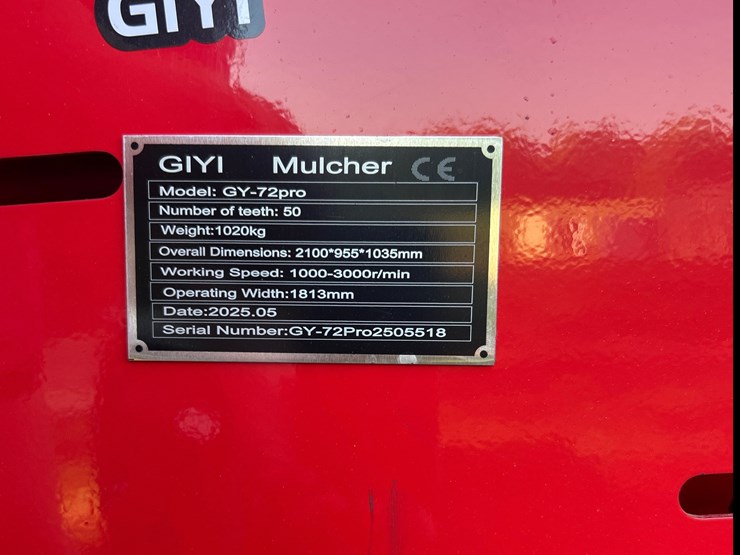 GIYI
GIYI Mulcher CE
Model: GY-72pro
Number of teeth: 50
Weight:1020kg
Overall Dimensions: 2100*955*1035mm
Working Speed: 1000-3000r/min
Operating Width:1813mm
Date:2025.05
Serial Number:GY-72Pro2505518